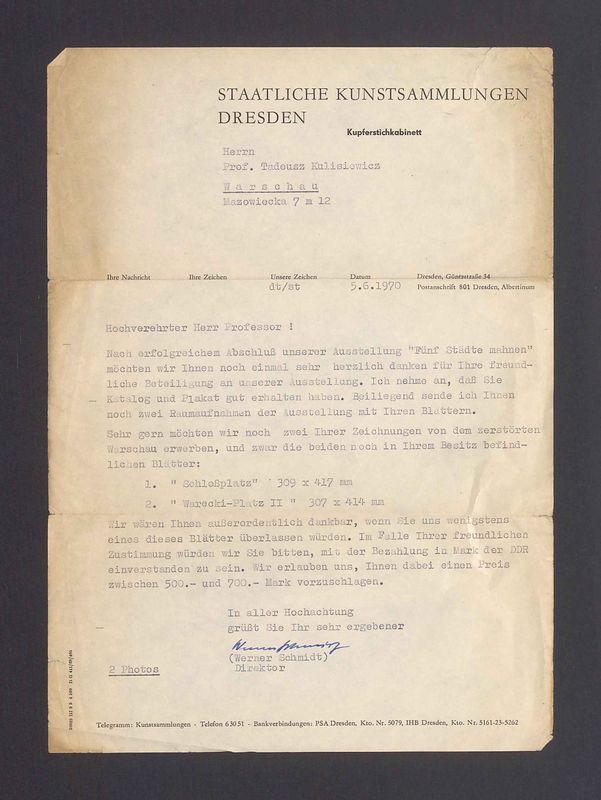 STAATLICHE KUNSTSAMMLUNGEN
DRESDEN
Kupferstichkabinett
Herrn
Prof. Tadeusz Kulisiewicz
Warschau
Mazowiecka 7 m 12
Ihre Nachricht Ihre Zeichen Unsere Zeichen Datum Dresden, Güntzstraße 34
dt/st 5.6.1970 Postanschrift 801 Dresden, Albertinum
Hochverehrter Herr Professor !
Nach erfolgreichem Abschluß unserer Ausstellung "Fünf Städte mahnen"
möchten wir Ihnen noch einmal sehr herzlich danken für Ihre freund-
liche Beteiligung an unserer Ausstellung. Ich nehme an, daß Sie
Katalog und Plakat gut erhalten haben. Beiliegend sende ich Ihnen
noch zwei Raumaufnahmen der Ausstellung mit Ihren Blättern.
Sehr gern möchten wir noch zwei Ihrer Zeichnungen von dem zerstörten
Warschau erwerben, und zwar die beiden noch in Ihrem Besitz befind-
lichen Blätter:
1. " Schloßplatz" 309 x 417 mm
2. " Warecki-Platz II " 307 x 414 mm
Wir wären Ihnen außerordentlich dankbar, wenn Sie uns wenigstens
eines dieses Blätter überlassen würden. Im Falle Ihrer freundlichen
Zustimmung würden wir Sie bitten, mit der Bezahlung in Mark der DDR
einverstanden zu sein. Wir erlauben uns, Ihnen dabei einen Preis
zwischen 500.- und 700.- Mark vorzuschlagen.
In aller Hochachtung
grüßt Sie Ihr sehr ergebener
(Werner Schmidt)
Direktor
2 Photos
Telegramm: Kunstsammlungen · Telefon 63051 · Bankverbindungen: PSA Dresden, Kto. Nr. 5079, IHB Dresden, Kto. Nr. 5161-23-5262